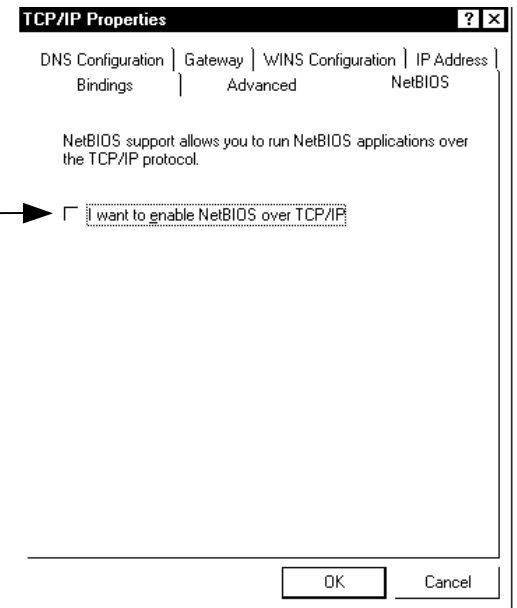 TCP/IP Properties ? X
DNS Configuration Gateway WINS Configuration IP Address
Bindings Advanced NetBIOS
NetBIOS support allows you to run NetBIOS applications over
the TCP/IP protocol.
I want to enable NetBIOS over TCP/IP
OK Cancel